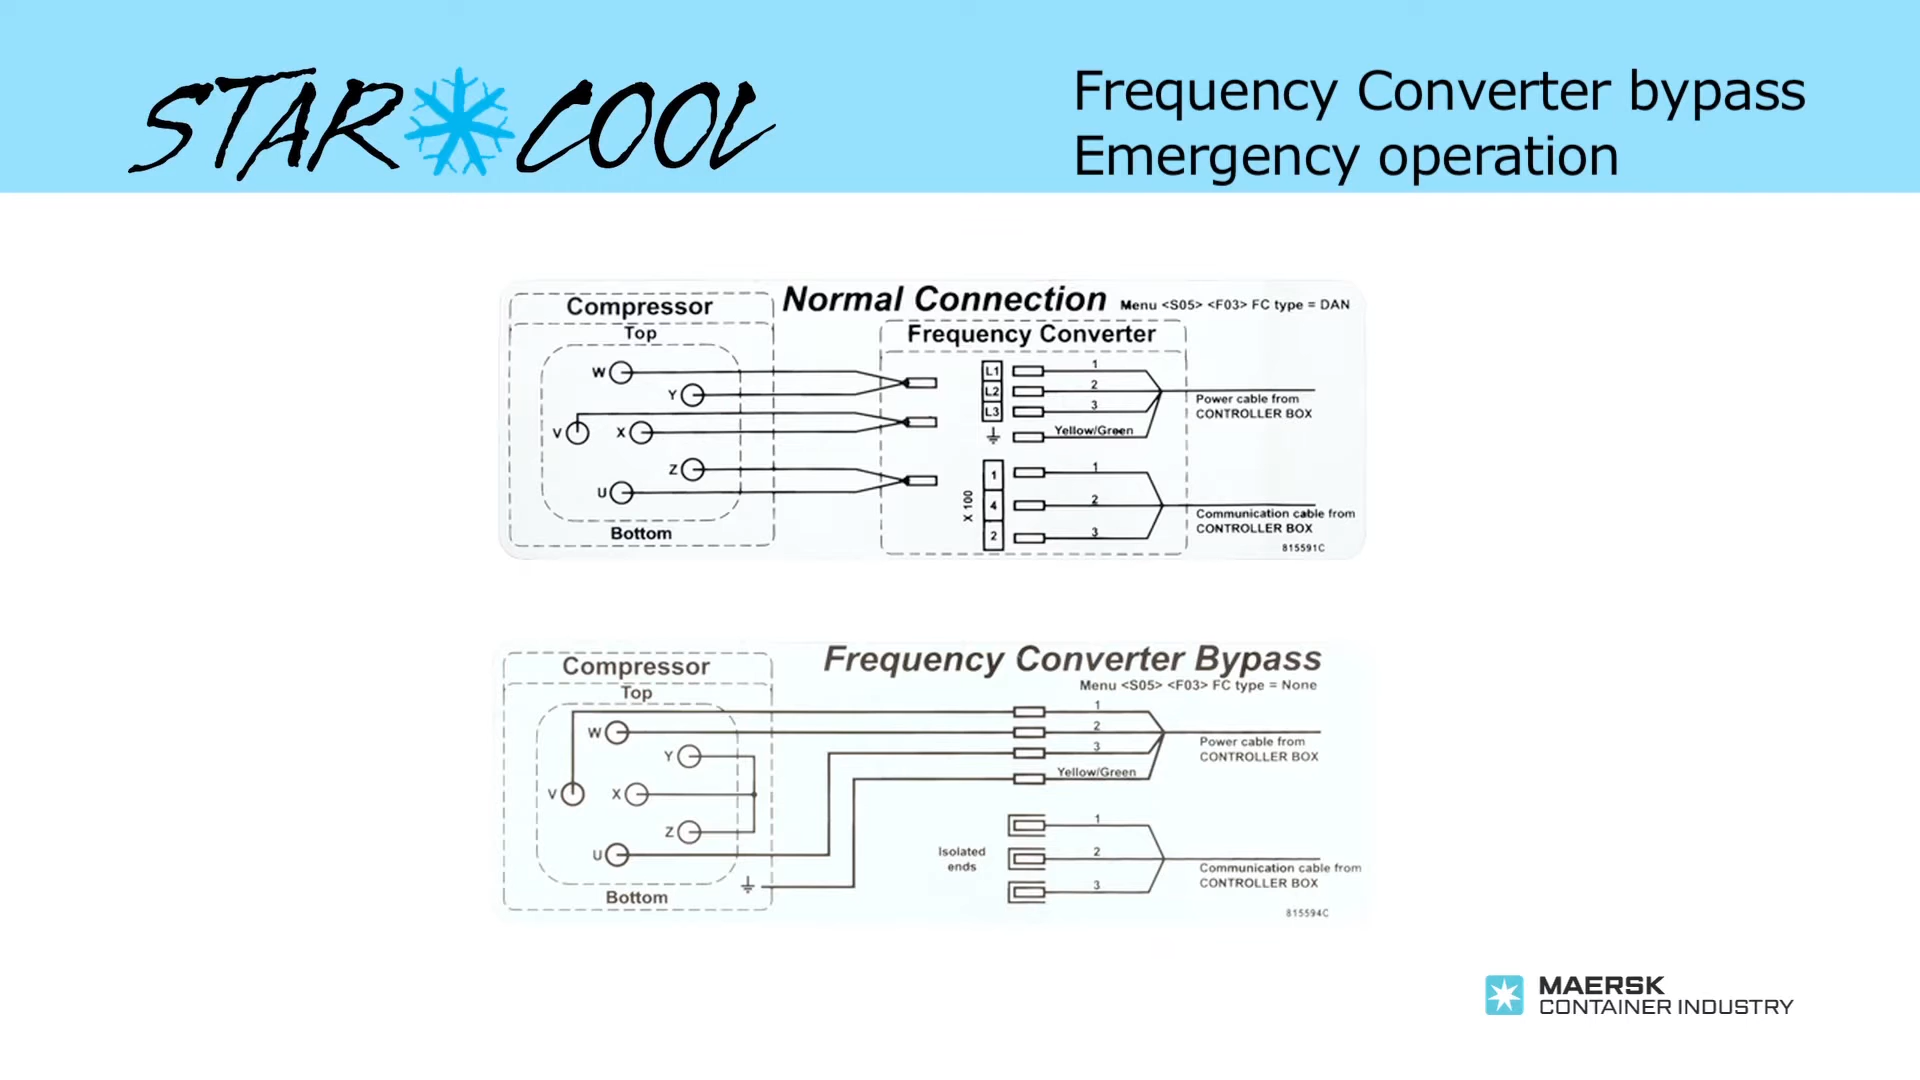 STAR COOL
Frequency Converter bypass
Emergency operation
Normal Connection
Menu <S05> <F03> FC type = DAN
Compressor
Top
Frequency Converter
W
Y
V
X
Z
U
Bottom
L1
L2
L3
1
2
3
Yellow/Green
Power cable from
CONTROLLER BOX
X 100
1
4
2
1
2
3
Communication cable from
CONTROLLER BOX
815591C
Frequency Converter Bypass
Menu <S05> <F03> FC type = None
Compressor
Top
W
Y
V
X
Z
U
Bottom
1
2
3
Yellow/Green
Power cable from
CONTROLLER BOX
Isolated
ends
1
2
3
Communication cable from
CONTROLLER BOX
815594C
MAERSK
CONTAINER INDUSTRY